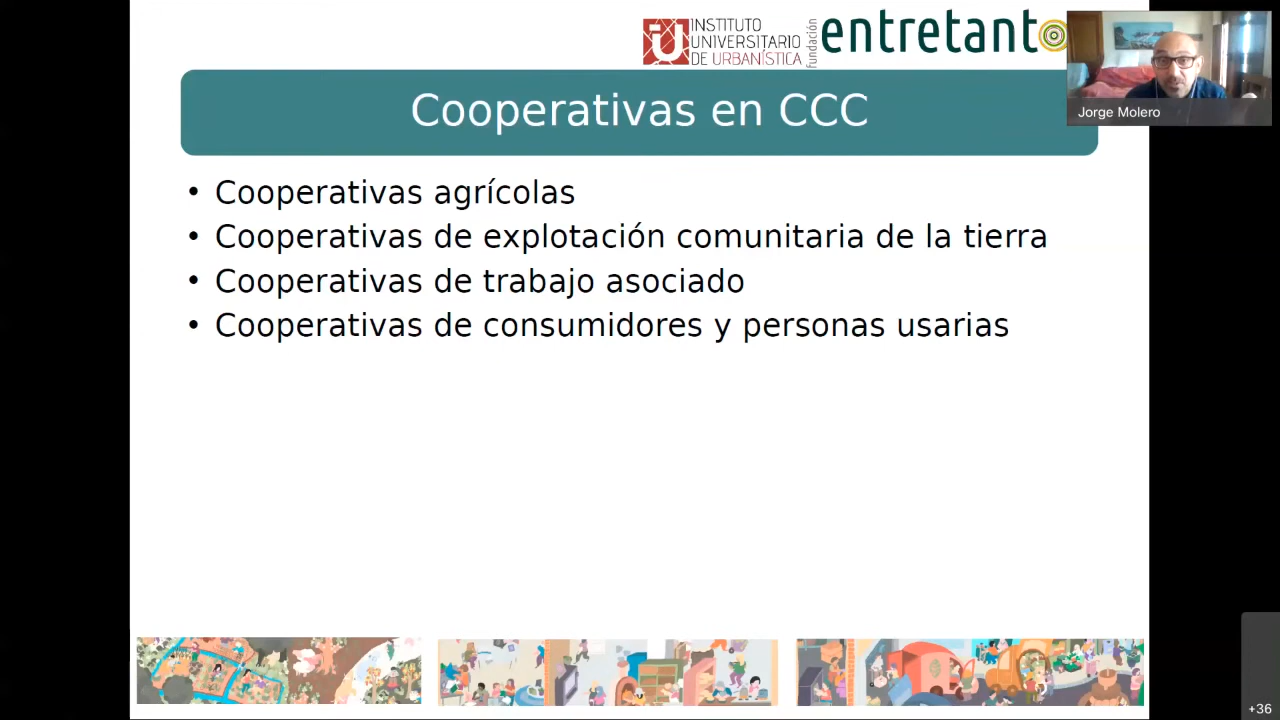 INSTITUTO
UNIVERSITARIO
DE URBANÍSTICA
fundación
entretanto
Jorge Molero
Cooperativas en CCC
• Cooperativas agrícolas
• Cooperativas de explotación comunitaria de la tierra
• Cooperativas de trabajo asociado
• Cooperativas de consumidores y personas usarias
+36